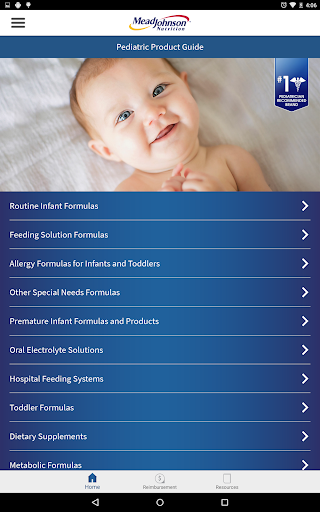 4:06
MeadJohnson
Nutrition
Pediatric Product Guide
#1
PEDIATRICIAN
RECOMMENDED
BRAND
Routine Infant Formulas
Feeding Solution Formulas
Allergy Formulas for Infants and Toddlers
Other Special Needs Formulas
Premature Infant Formulas and Products
Oral Electrolyte Solutions
Hospital Feeding Systems
Toddler Formulas
Dietary Supplements
Metabolic Formulas
Home
Reimbursement
Resources